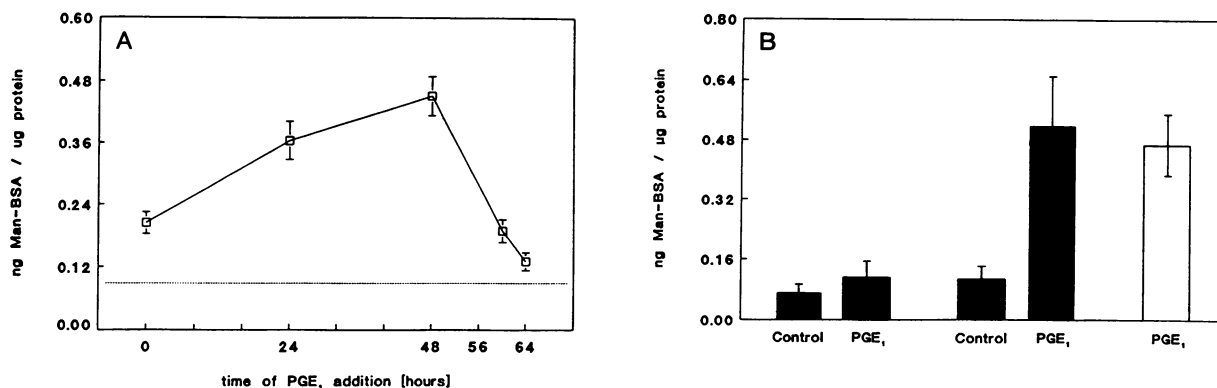 A
ng Man-BSA / ug protein
0.60
0.48
0.36
0.24
0.12
0.00
0 24 48 56 64
time of PGE₁ addition [hours]
B
ng Man-BSA / ug protein
0.80
0.64
0.48
0.32
0.16
0.00
Control PGE₁ Control PGE₁ PGE₁